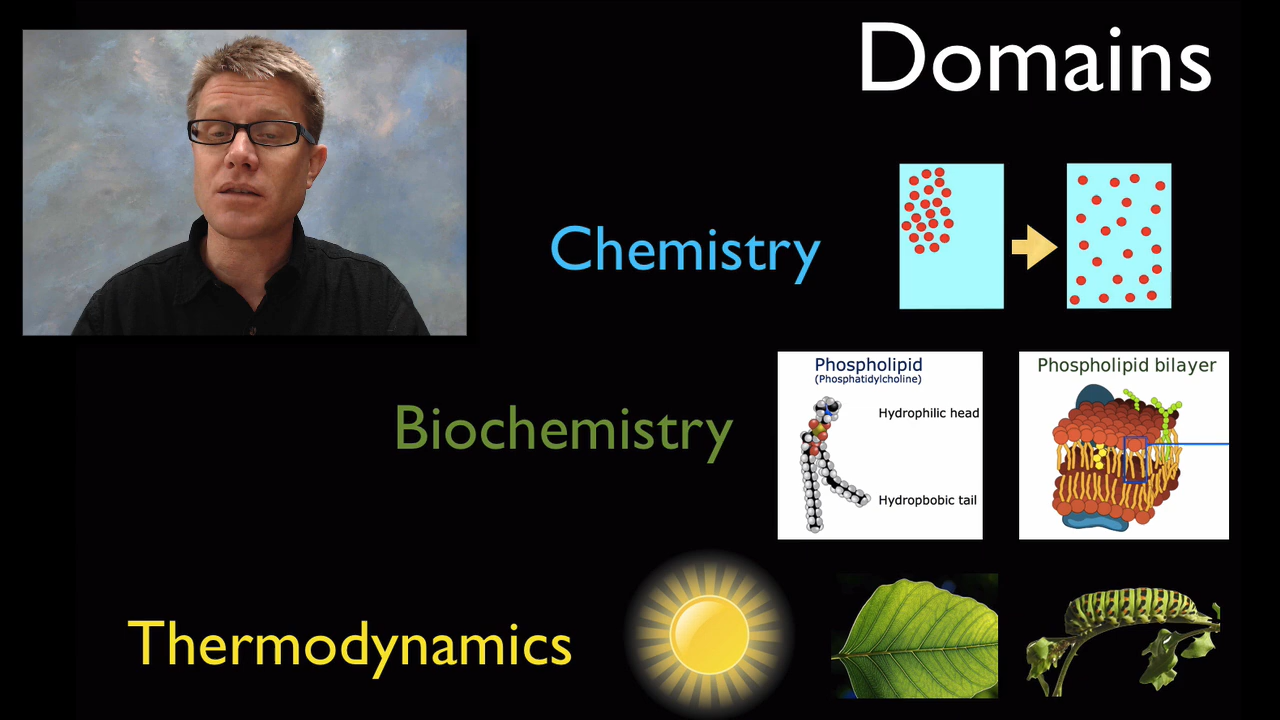 Domains
Chemistry
Biochemistry
Phospholipid
(Phosphatidylcholine)
Hydrophilic head
Hydropbobic tail
Phospholipid bilayer
Thermodynamics